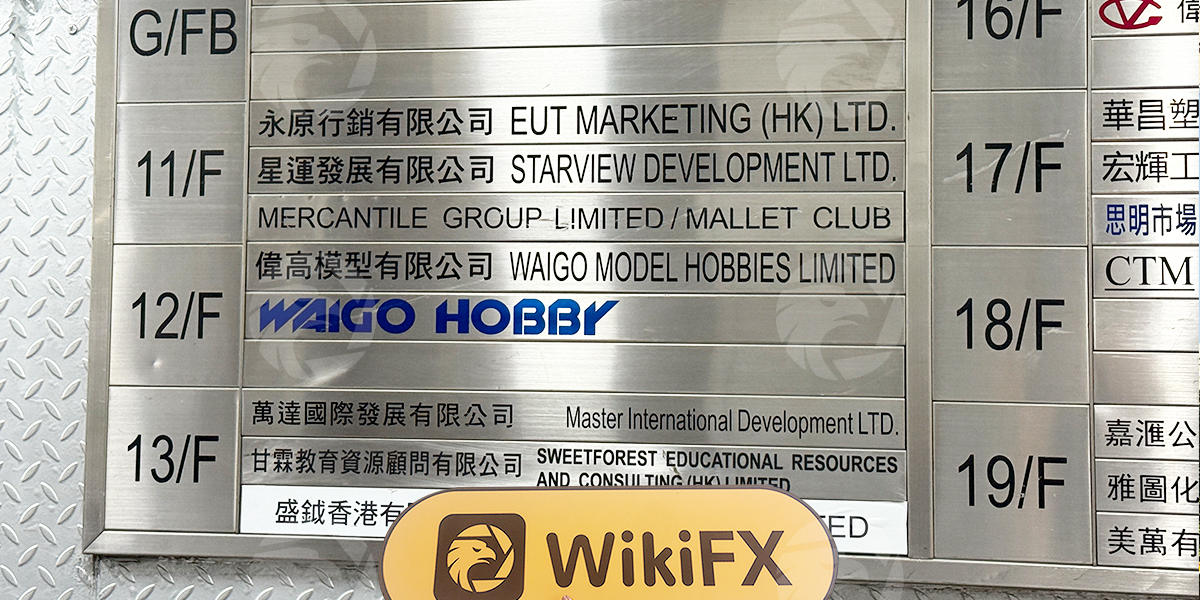 G/FB
11/F
永原行銷有限公司 EUT MARKETING (HK) LTD.
星運發展有限公司 STARVIEW DEVELOPMENT LTD.
MERCANTILE GROUP LIMITED / MALLET CLUB
12/F
偉高模型有限公司 WAIGO MODEL HOBBIES LIMITED
WAIGO HOBBY
13/F
萬達國際發展有限公司 Master International Development LTD.
甘霖教育資源顧問有限公司 SWEETFOREST EDUCATIONAL RESOURCES
AND CONSULTING (HK) LIMITED
盛鉞香港有
TED
16/F
17/F
華昌塑
宏輝工
思明市場
18/F
CTM
19/F
嘉滙公
雅圖化
美萬有
WikiFX